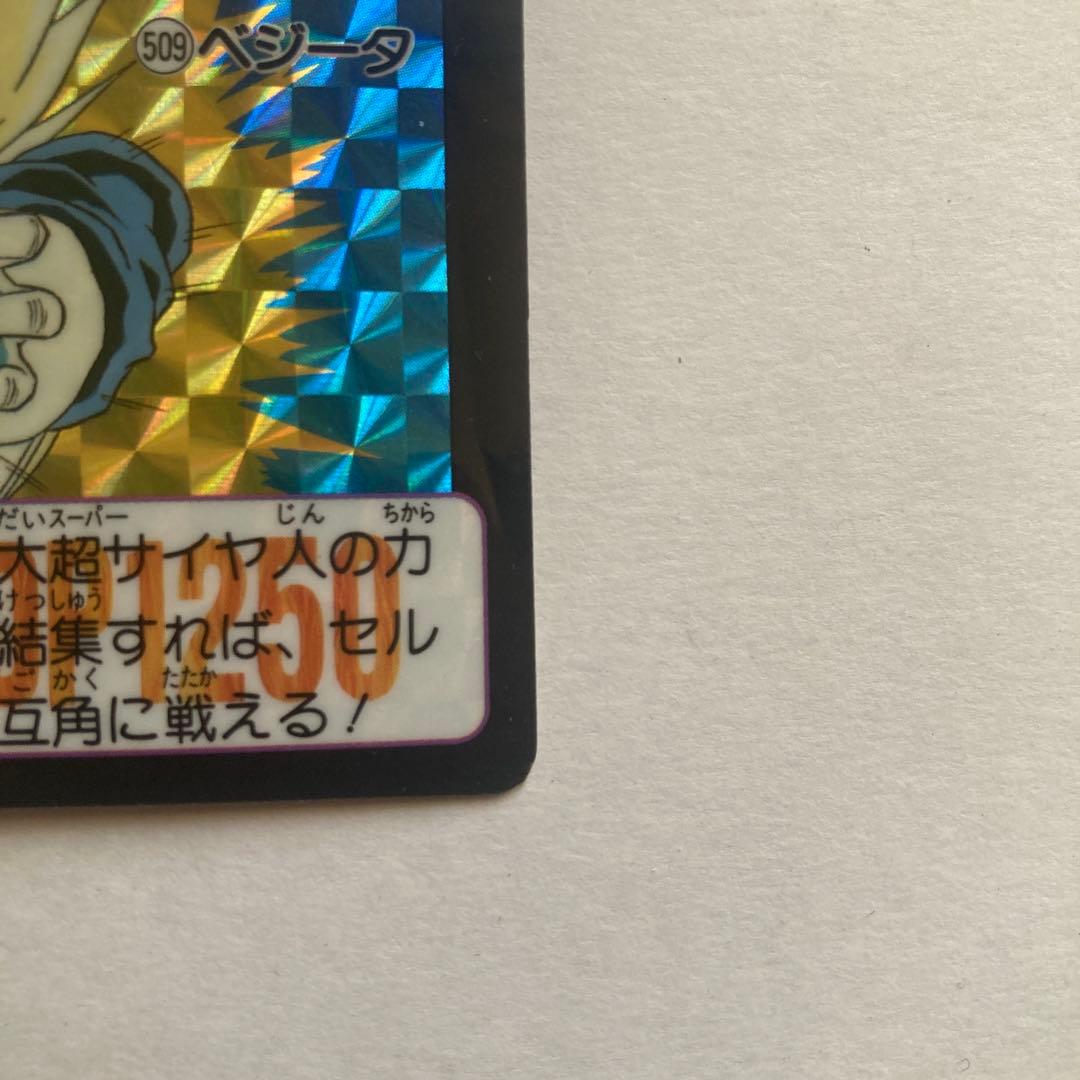 509 ベジータ
だいスーパー じん ちから
大超サイヤ人の力
けっしゅう
結集すれば、セル
ごかく たたか
互角に戦える!
P1250